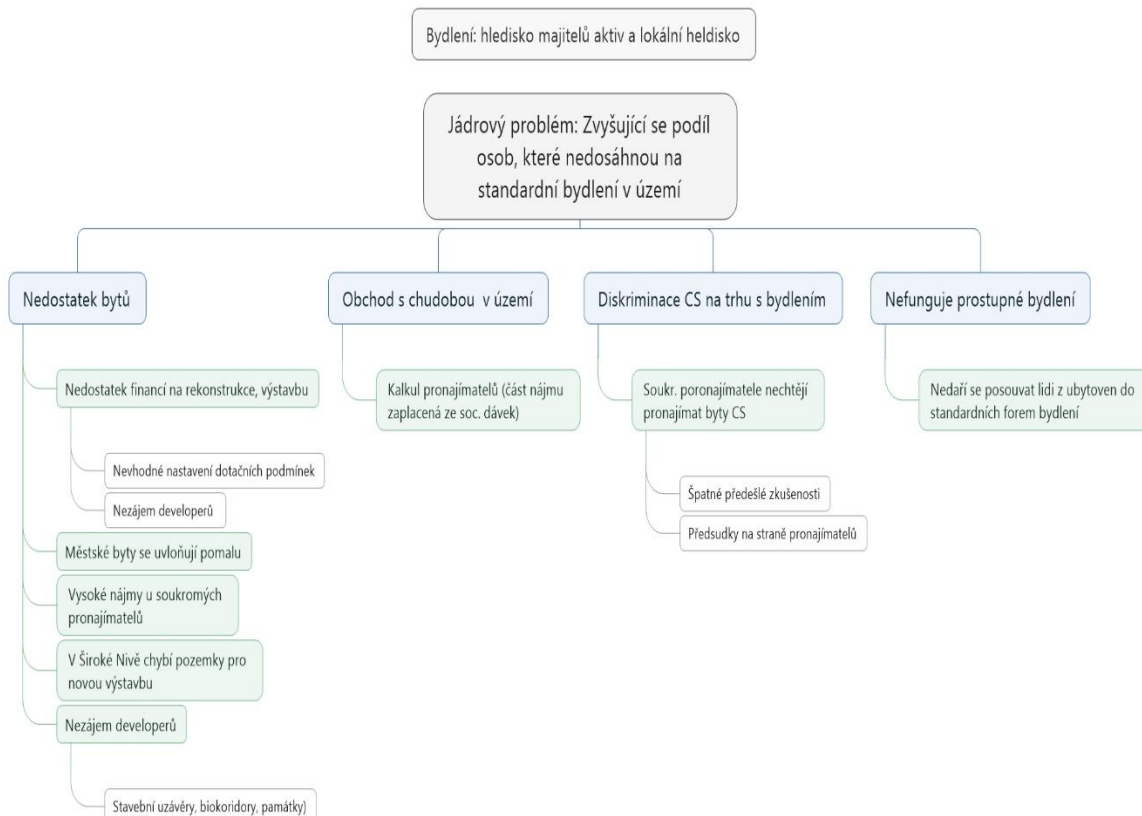 Bydlení: hledisko majitelů aktiv a lokální heldisko
Jádrový problém: Zvyšující se podíl
osob, které nedosáhnou na
standardní bydlení v území
Nedostatek bytů
Nedostatek financí na rekonstrukce, výstavbu
Nevhodné nastavení dotačních podmínek
Nezájem developerů
Městské byty se uvloňují pomalu
Vysoké nájmy u soukromých
pronajímatelů
V Široké Nivě chybí pozemky pro
novou výstavbu
Nezájem developerů
Stavební uzávěry, biokoridory, památky)
Obchod s chudobou v území
Kalkul pronajímatelů (část nájmu
zaplacená ze soc. dávek)
Diskriminace CS na trhu s bydlením
Soukr. poronajímatele nechtějí
pronajímat byty CS
Špatné předešlé zkušenosti
Předsudky na straně pronajímatelů
Nefunguje prostupné bydlení
Nedaří se posouvat lidi z ubytoven do
standardních forem bydlení